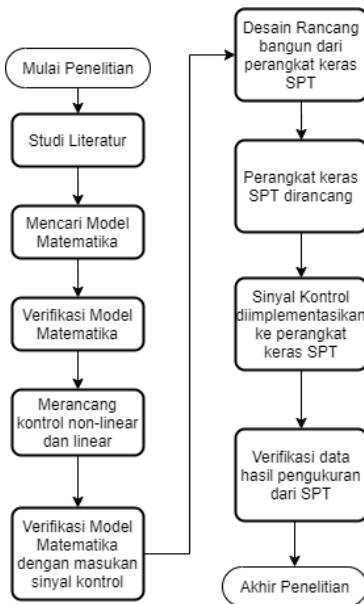 Mulai Penelitian
Studi Literatur
Mencari Model
Matematika
Verifikasi Model
Matematika
Merancang
kontrol non-linear
dan linear
Verifikasi Model
Matematika
dengan masukan
sinyal kontrol
Desain Rancang
bangun dari
perangkat keras
SPT
Perangkat keras
SPT dirancang
Sinyal Kontrol
diimplementasikan
ke perangkat
keras SPT
Verifikasi data
hasil pengukuran
dari SPT
Akhir Penelitian